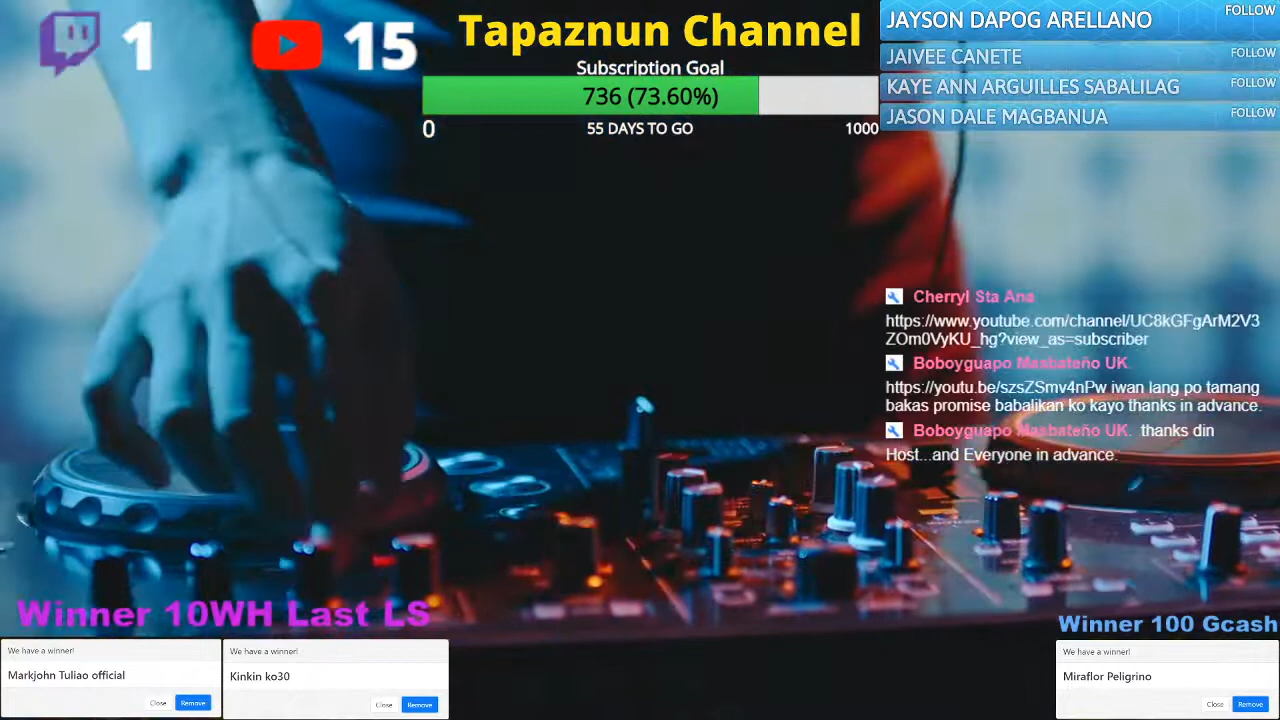 1
15
Tapaznun Channel
Subscription Goal
736 (73.60%)
0
55 DAYS TO GO
1000
JAYSON DAPOG ARELLANO
FOLLOW
JAIVEE CANETE
FOLLOW
KAYE ANN ARGUILLES SABALILAG
FOLLOW
JASON DALE MAGBANUA
FOLLOW
Cherryl Sta Ana
https://www.youtube.com/channel/UC8kGFgArM2V3
ZOm0VyKU_hg?view_as=subscriber
Boboyguapo Masbateño UK.
https://youtu.be/szsZSmv4nPw iwan lang po tamang
bakas promise babalikan ko kayo thanks in advance.
Boboyguapo Masbateño UK. thanks din
Host...and Everyone in advance.
Winner 10WH Last LS
We have a winner!
Markjohn Tuliao official
Close Remove
We have a winner!
Kinkin ko30
Close Remove
Winner 100 Gcash
We have a winner!
Miraflor Peligrino
Close Remove